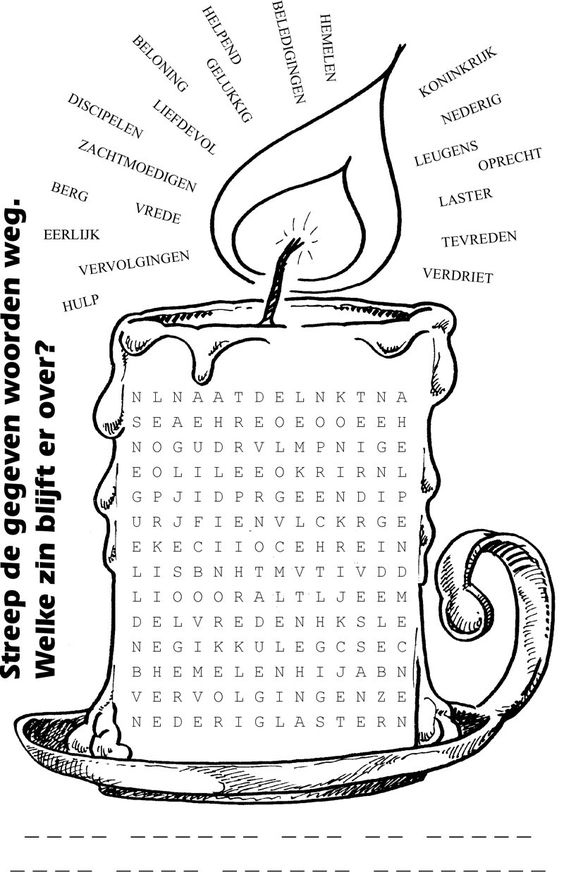 HELPEND
BELEDIGINGEN
HEMELEN
BELONING
GELUKKIG
KONINKRIJK
DISCIPELEN
LIEFDEVOL
NEDERIG
ZACHTMOEDIGEN
LEUGENS
OPRECHT
BERG
VREDE
LASTER
EERLIJK
TEVREDEN
VERVOLGINGEN
VERDRIET
HULP
Streep de gegeven woorden weg.
Welke zin blijft er over?
N L N A A T D E L N K T N A
S E A E H R E O E O O E E H
N O G U D R V L M P N I G E
E O L I L E E O K R I R N L
G P J I D P R G E E N D I P
U R J F I E N V L C K R G E
E K E C I I O C E H R E I N
L I S B N H T M V T I V D D
L I O O O R A L T L J E E M
D E L V R E D E N H K S L E
N E G I K K U L E G C S E C
B H E M E L E N H I J A B N
V E R V O L G I N G E N Z E
N E D E R I G L A S T E R N